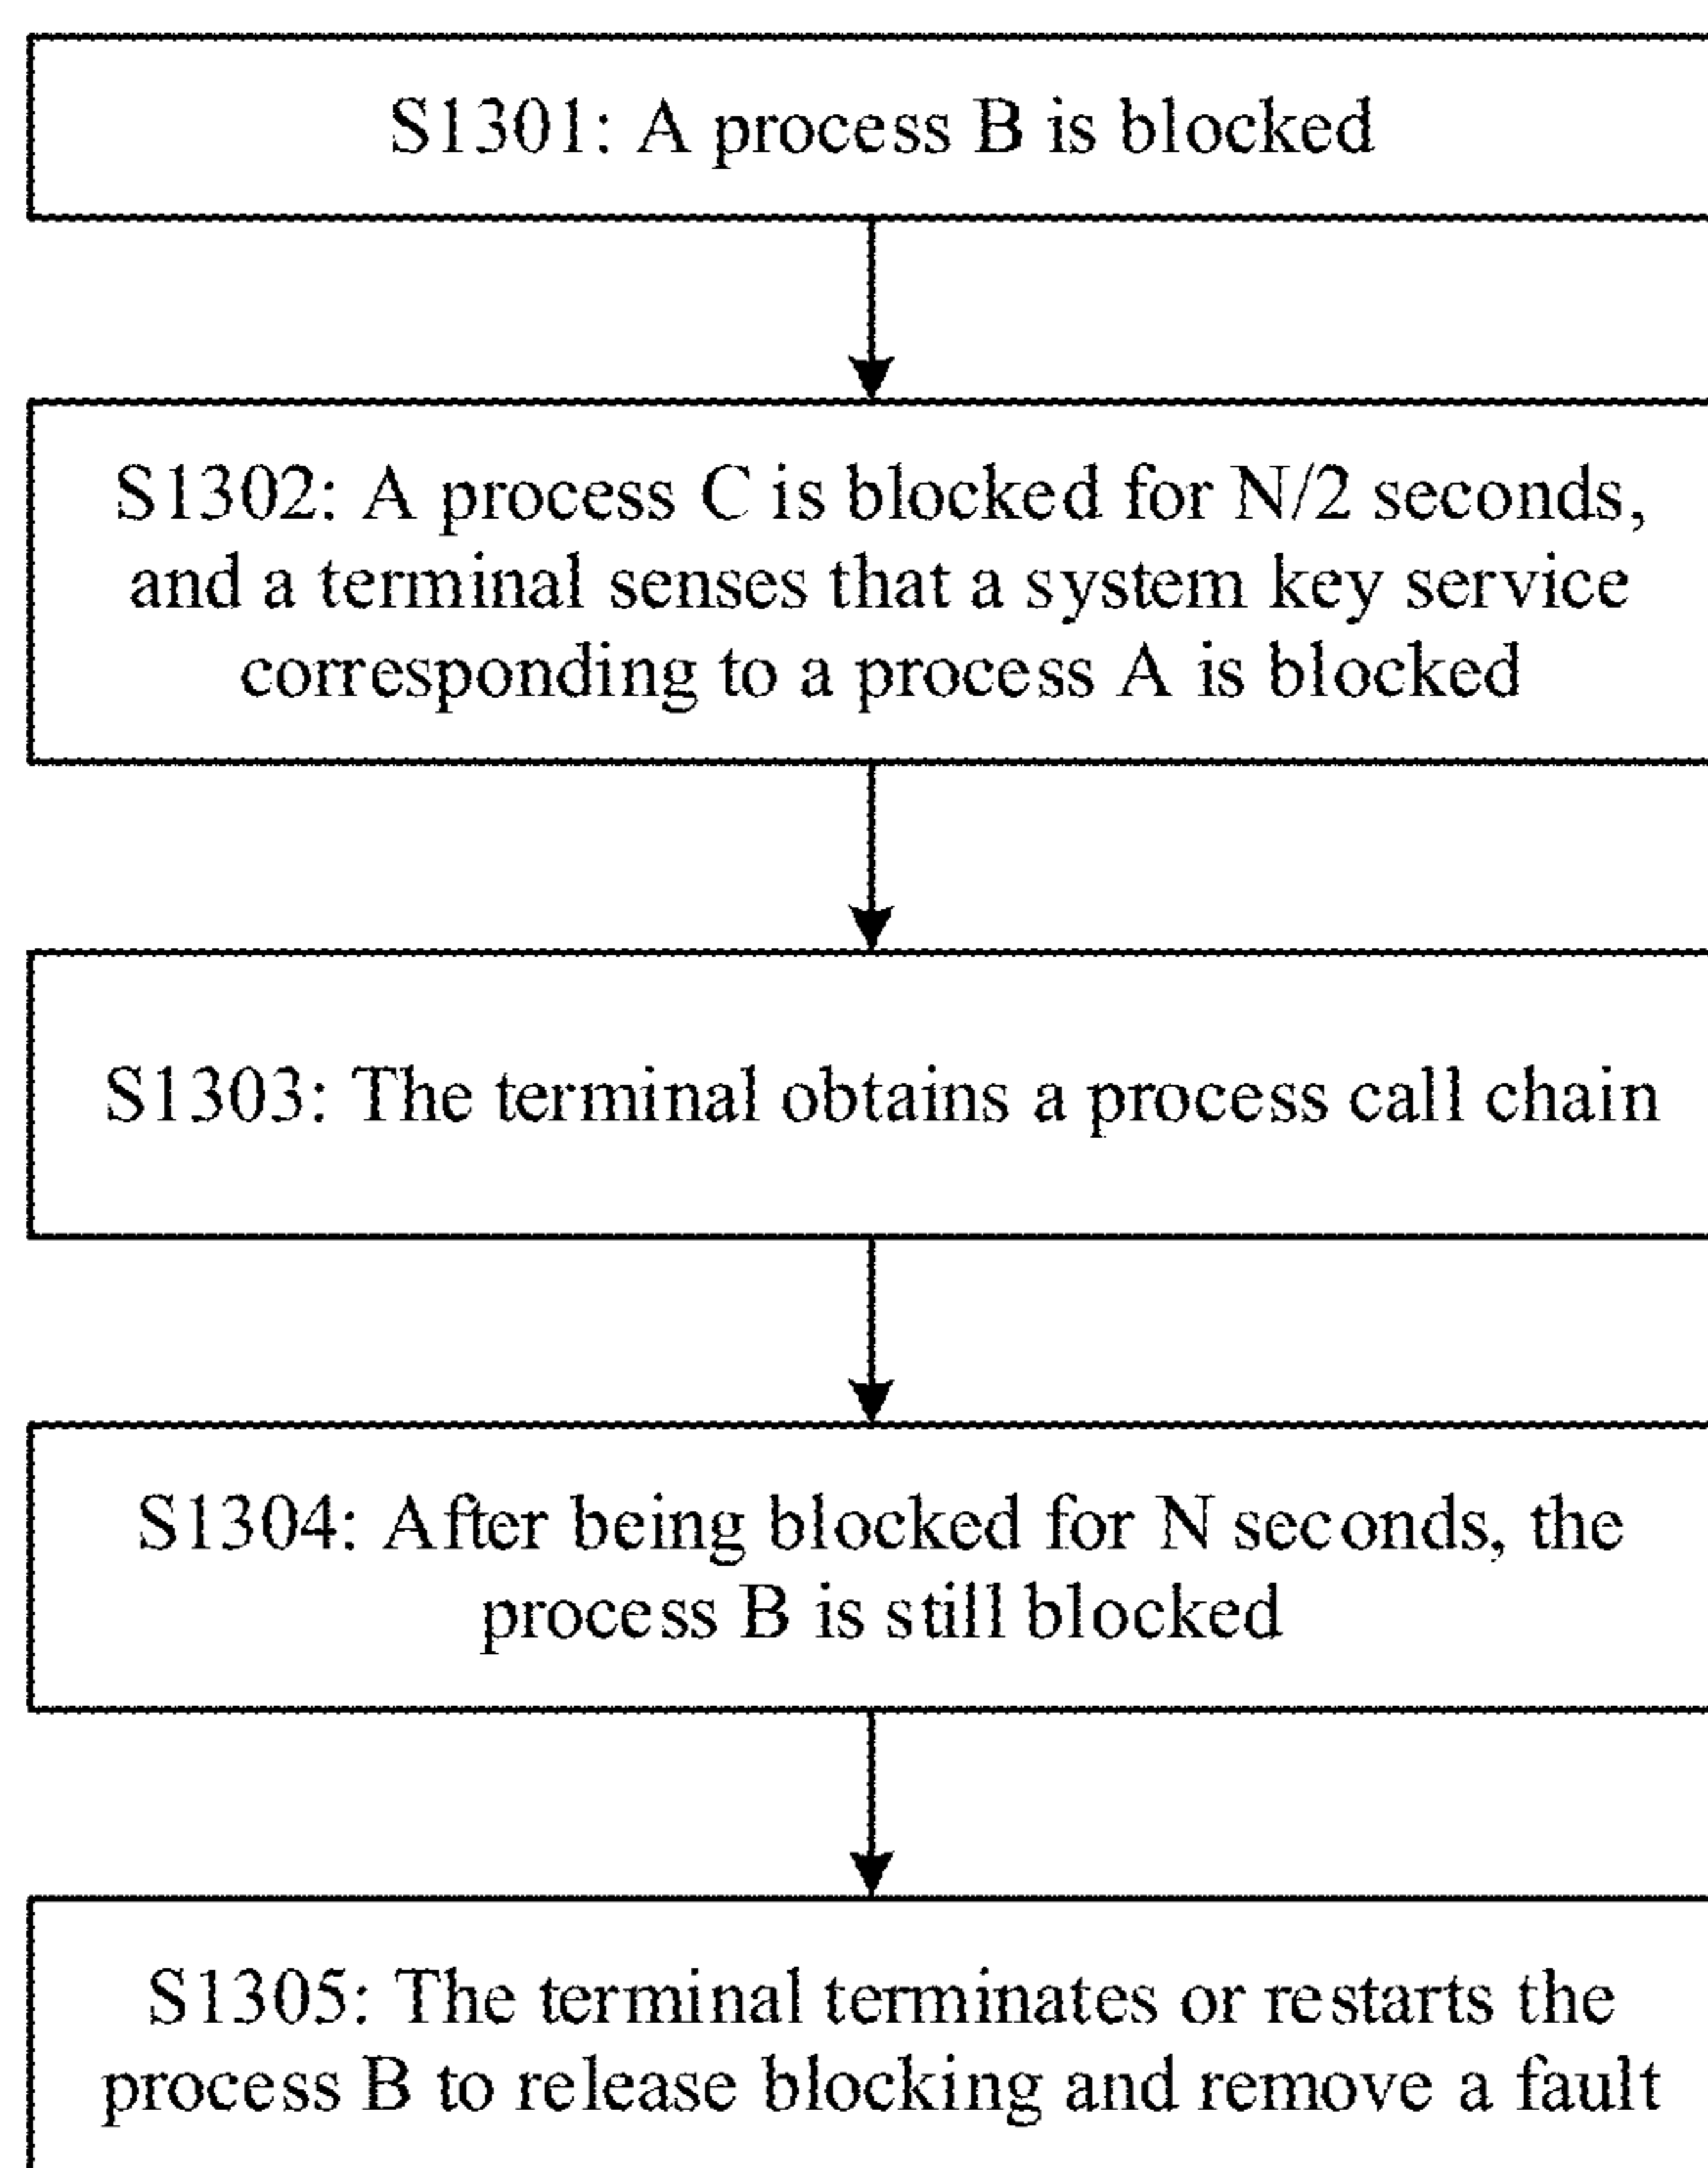 S1301: A process B is blocked
S1302: A process C is blocked for N/2 seconds,
and a terminal senses that a system key service
corresponding to a process A is blocked
S1303: The terminal obtains a process call chain
S1304: After being blocked for N seconds, the
process B is still blocked
S1305: The terminal terminates or restarts the
process B to release blocking and remove a fault